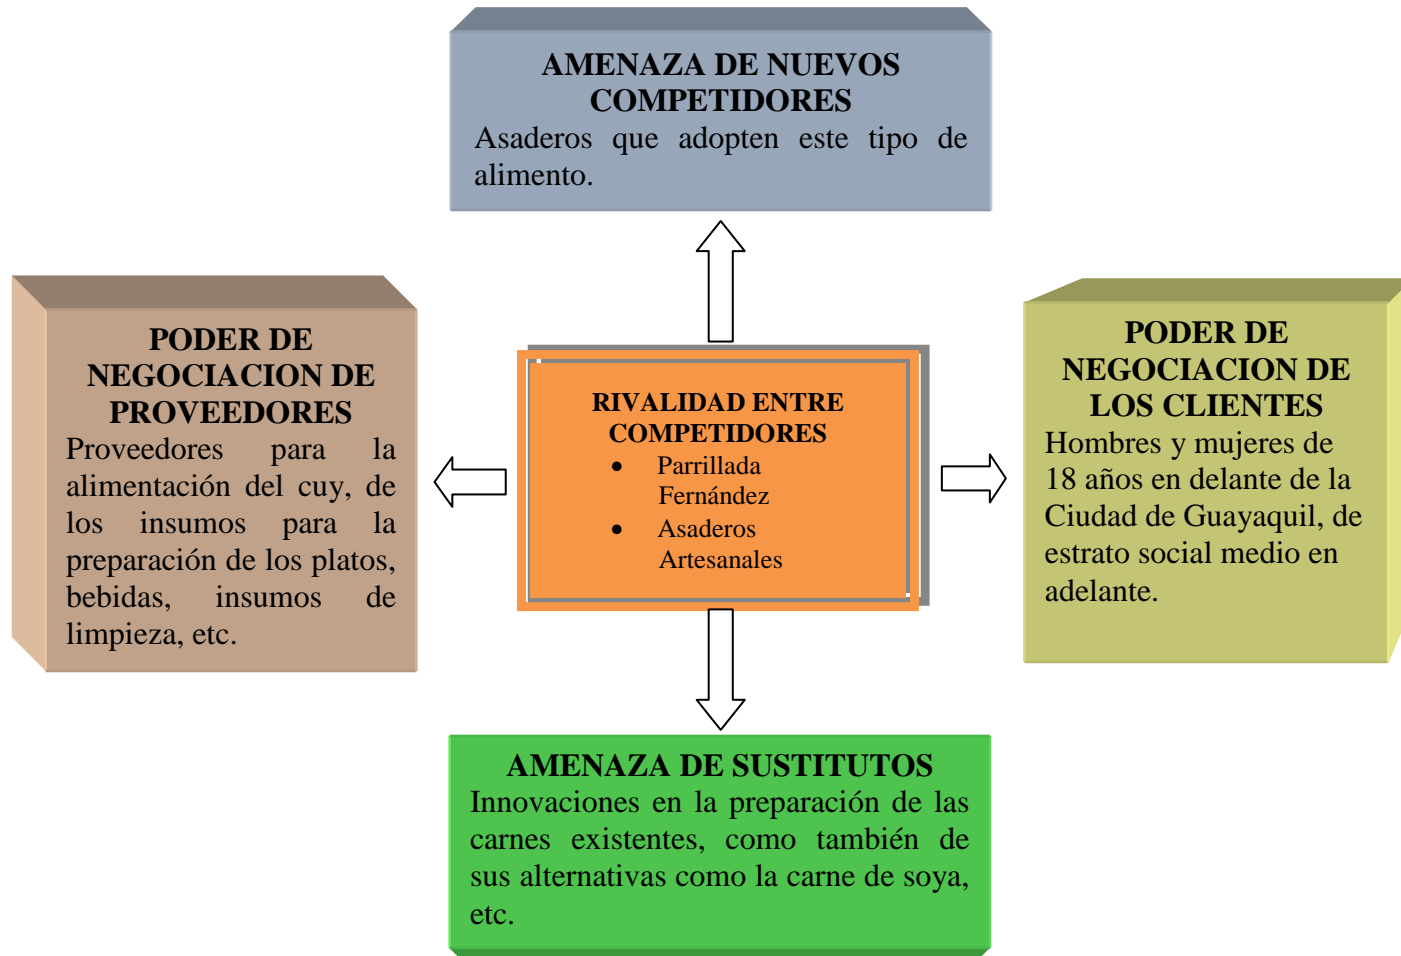 AMENAZA DE NUEVOS
COMPETIDORES
Asaderos que adopten este tipo de
alimento.
PODER DE
NEGOCIACION DE
PROVEEDORES
Proveedores para la
alimentación del cuy, de
los insumos para la
preparación de los platos,
bebidas, insumos de
limpieza, etc.
RIVALIDAD ENTRE
COMPETIDORES
• Parrillada
Fernández
• Asaderos
Artesanales
PODER DE
NEGOCIACION DE
LOS CLIENTES
Hombres y mujeres de
18 años en delante de la
Ciudad de Guayaquil, de
estrato social medio en
adelante.
AMENAZA DE SUSTITUTOS
Innovaciones en la preparación de las
carnes existentes, como también de
sus alternativas como la carne de soya,
etc.